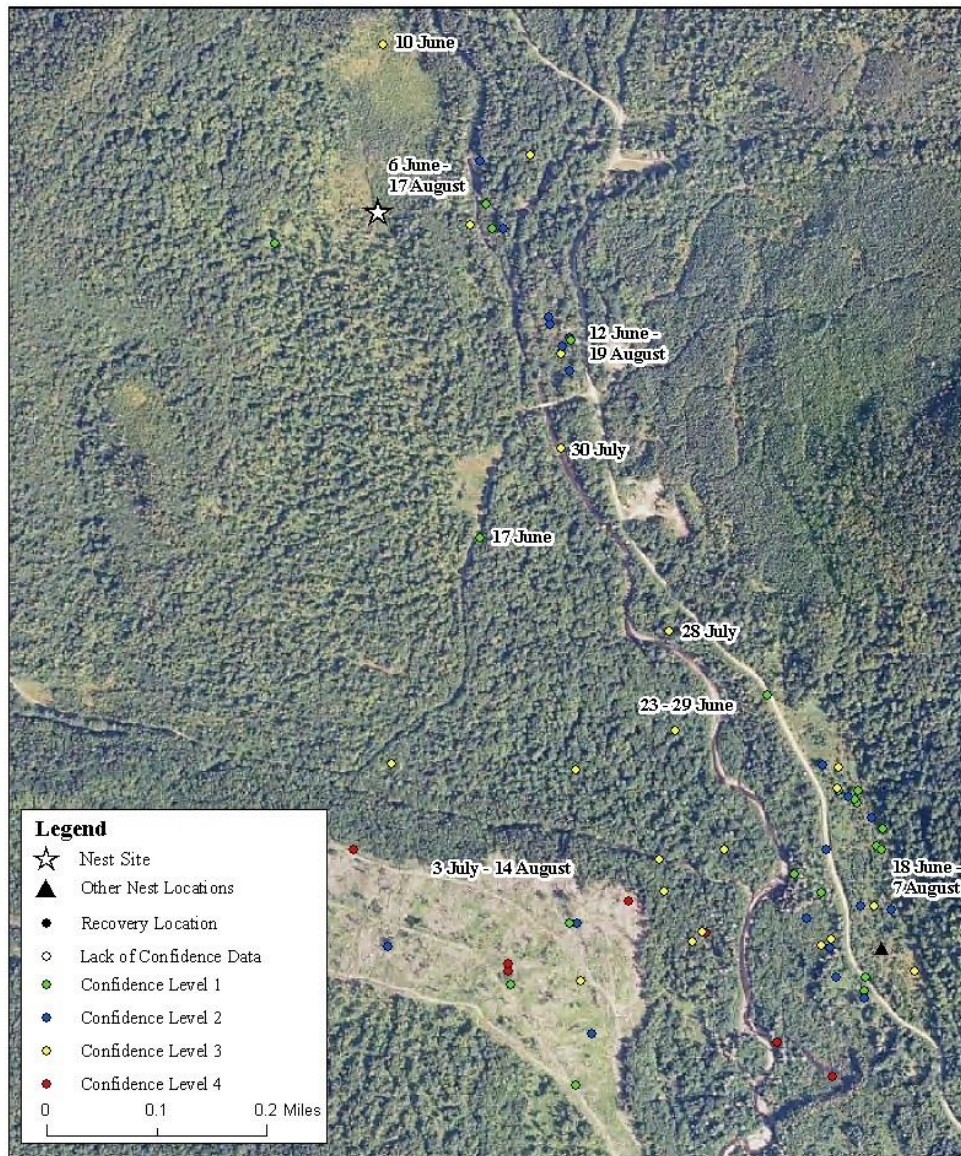 10 June
6 June -
17 August
12 June -
19 August
30 July
17 June
28 July
23 - 29 June
3 July - 14 August
18 June -
7 August
Legend
Nest Site
Other Nest Locations
Recovery Location
Lack of Confidence Data
Confidence Level 1
Confidence Level 2
Confidence Level 3
Confidence Level 4
0 0.1 0.2 Miles